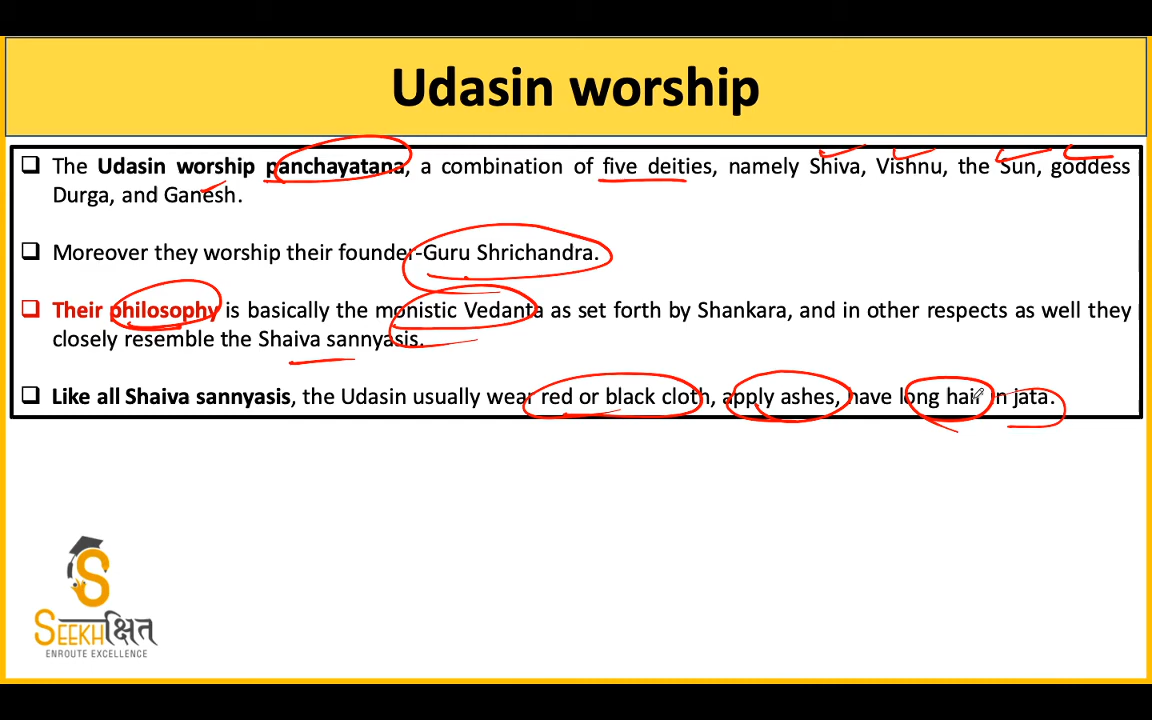 Udasin worship
❑ The Udasin worship panchayatana, a combination of five deities, namely Shiva, Vishnu, the Sun, goddess
Durga, and Ganesh.
❑ Moreover they worship their founder-Guru Shrichandra.
❑ Their philosophy is basically the monistic Vedanta as set forth by Shankara, and in other respects as well they
closely resemble the Shaiva sannyasis.
❑ Like all Shaiva sannyasis, the Udasin usually wear red or black cloth, apply ashes, have long hair in jata.
S
SEEKHक्षित
ENROUTE EXCELLENCE